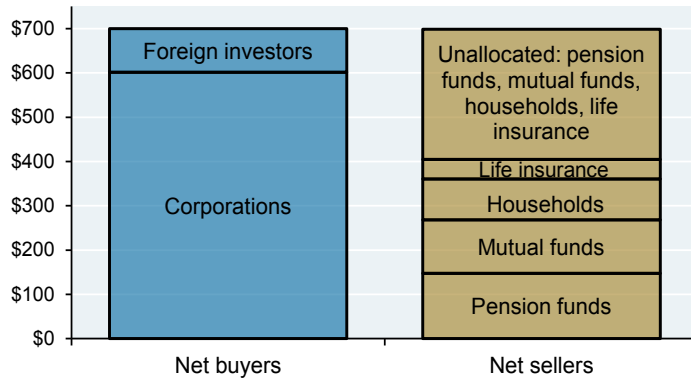 $700
$600
$500
$400
$300
$200
$100
$0
Foreign investors
Corporations
Unallocated: pension
funds, mutual funds,
households, life
insurance
Life insurance
Households
Mutual funds
Pension funds
Net buyers
Net sellers